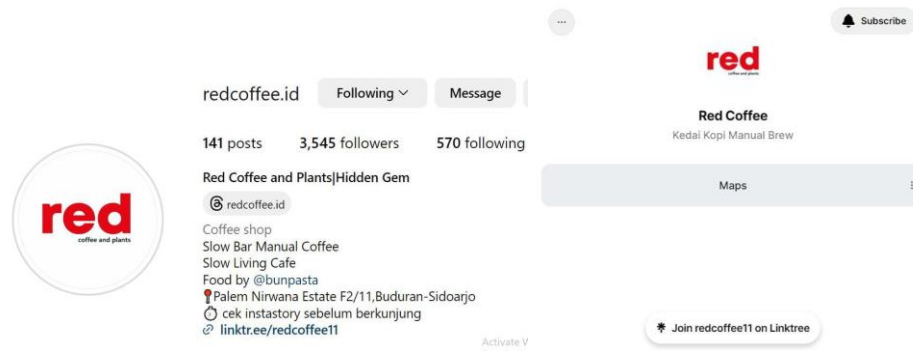 redcoffee.id Following Message
141 posts 3,545 followers 570 following
Red Coffee and Plants|Hidden Gem
redcoffee.id
Coffee shop
Slow Bar Manual Coffee
Slow Living Cafe
Food by @bunpasta
Palem Nirwana Estate F2/11,Buduran-Sidoarjo
cek instastory sebelum berkunjung
linktr.ee/redcoffee11
red
coffee and plants
Activate
...
Subscribe
red
coffee and plants
Red Coffee
Kedai Kopi Manual Brew
Maps
Join redcoffee11 on Linktree